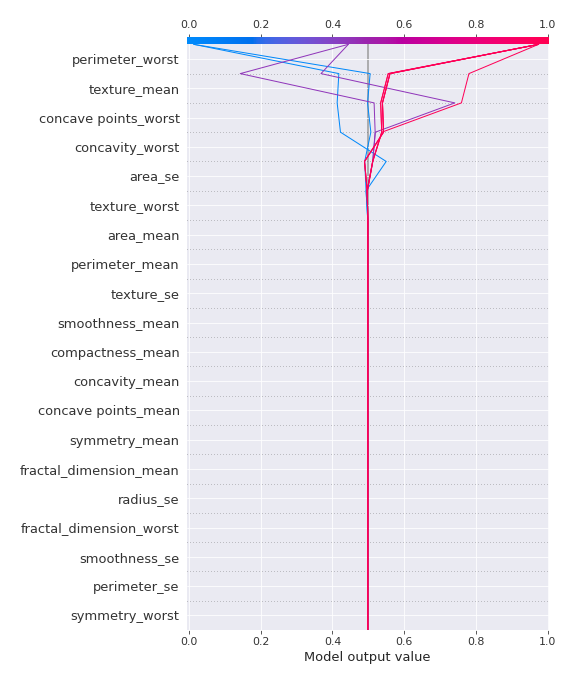 0.0 0.2 0.4 0.6 0.8 1.0
perimeter_worst
texture_mean
concave points_worst
concavity_worst
area_se
texture_worst
area_mean
perimeter_mean
texture_se
smoothness_mean
compactness_mean
concavity_mean
concave points_mean
symmetry_mean
fractal_dimension_mean
radius_se
fractal_dimension_worst
smoothness_se
perimeter_se
symmetry_worst
0.0 0.2 0.4 0.6 0.8 1.0
Model output value